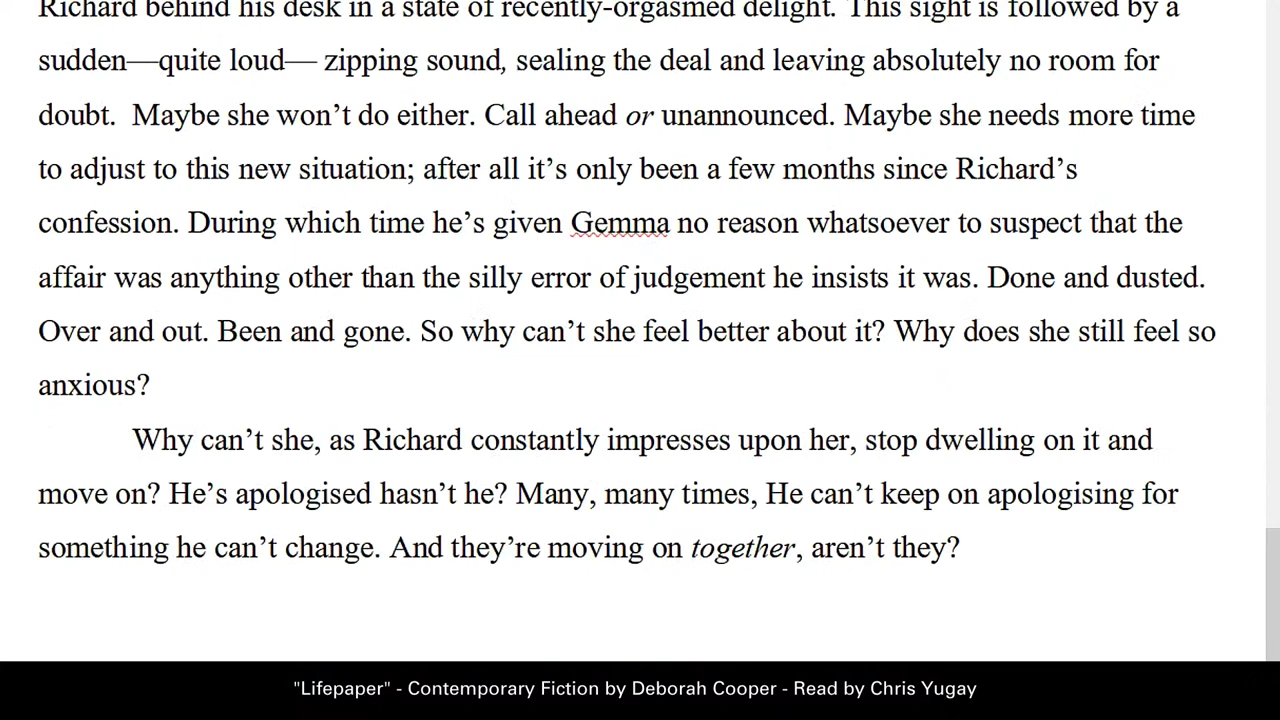 Richard behind his desk in a state of recently-orgasmed delight. This sight is followed by a
sudden—quite loud— zipping sound, sealing the deal and leaving absolutely no room for
doubt.  Maybe she won’t do either. Call ahead or unannounced. Maybe she needs more time
to adjust to this new situation; after all it’s only been a few months since Richard’s
confession. During which time he’s given Gemma no reason whatsoever to suspect that the
affair was anything other than the silly error of judgement he insists it was. Done and dusted.
Over and out. Been and gone. So why can’t she feel better about it? Why does she still feel so
anxious?
Why can’t she, as Richard constantly impresses upon her, stop dwelling on it and
move on? He’s apologised hasn’t he? Many, many times, He can’t keep on apologising for
something he can’t change. And they’re moving on together, aren’t they?
"Lifepaper" - Contemporary Fiction by Deborah Cooper - Read by Chris Yugay